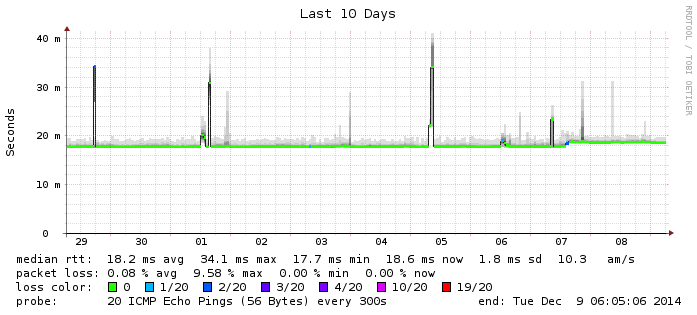 Last 10 Days
RRDTOOL / TOBI OETIKER
Seconds
40 m
30 m
20 m
10 m
0
29 30 01 02 03 04 05 06 07 08
median rtt: 18.2 ms avg 34.1 ms max 17.7 ms min 18.6 ms now 1.8 ms sd 10.3 am/s
packet loss: 0.08 % avg 9.58 % max 0.00 % min 0.00 % now
loss color: 0 1/20 2/20 3/20 4/20 10/20 19/20
probe: 20 ICMP Echo Pings (56 Bytes) every 300s end: Tue Dec 9 06:05:06 2014